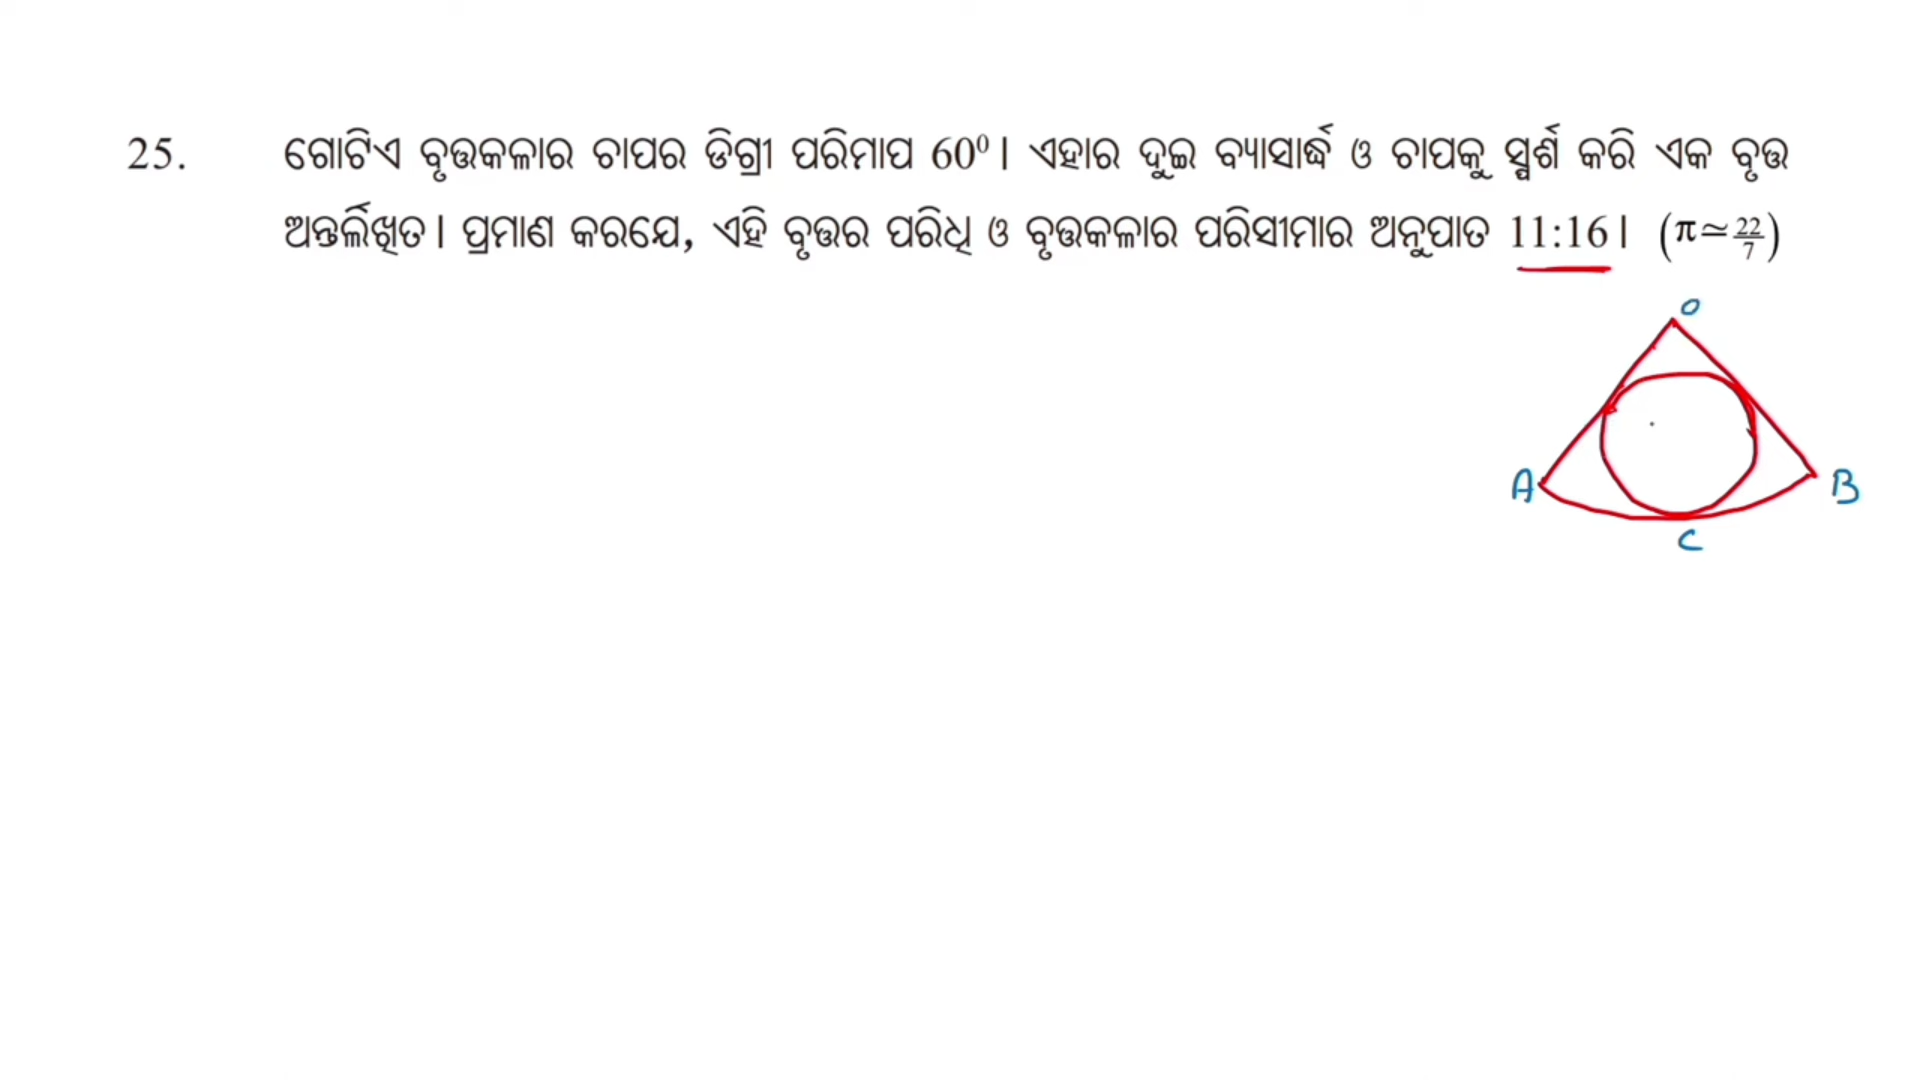 25. ଗୋଟିଏ ବୃତ୍ତକଳାର ଚାପର ଡିଗ୍ରୀ ପରିମାପ 60⁰ । ଏହାର ଦୁଇ ବ୍ୟାସାର୍ଦ୍ଧ ଓ ଚାପକୁ ସ୍ପର୍ଶ କରି ଏକ ବୃତ୍ତ
ଅନ୍ତର୍ଲିଖିତ । ପ୍ରମାଣ କରଯେ, ଏହି ବୃତ୍ତର ପରିଧି ଓ ବୃତ୍ତକଳାର ପରିସୀମାର ଅନୁପାତ 11:16 । (π≃22/7)
O
A B
C